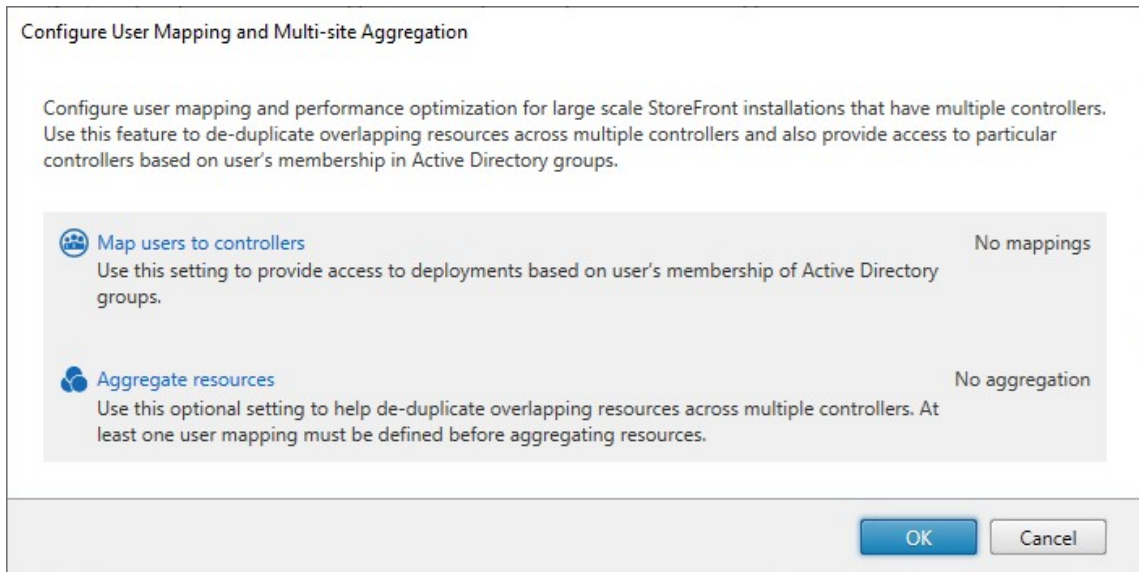 Configure User Mapping and Multi-site Aggregation
Configure user mapping and performance optimization for large scale StoreFront installations that have multiple controllers.
Use this feature to de-duplicate overlapping resources across multiple controllers and also provide access to particular
controllers based on user's membership in Active Directory groups.
Map users to controllers
No mappings
Use this setting to provide access to deployments based on user's membership of Active Directory
groups.
Aggregate resources
No aggregation
Use this optional setting to help de-duplicate overlapping resources across multiple controllers. At
least one user mapping must be defined before aggregating resources.
OK
Cancel